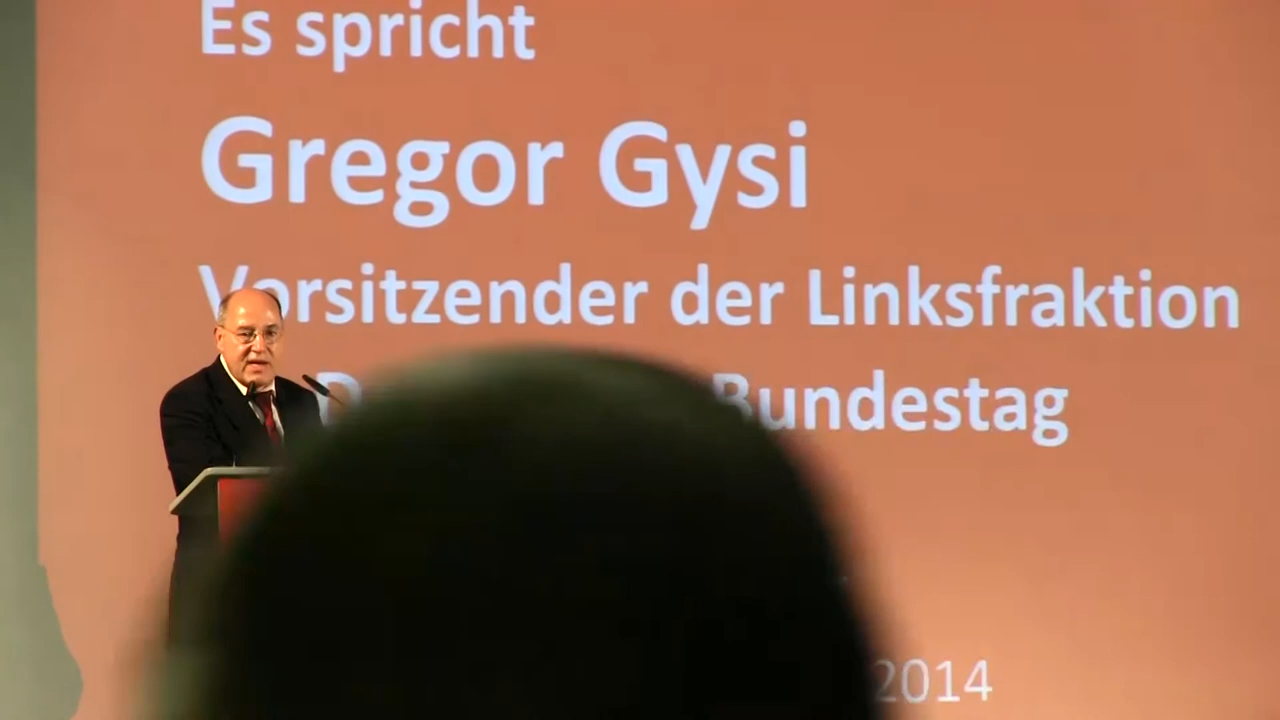 Es spricht
Gregor Gysi
Vorsitzender der Linksfraktion
Bundestag
2014